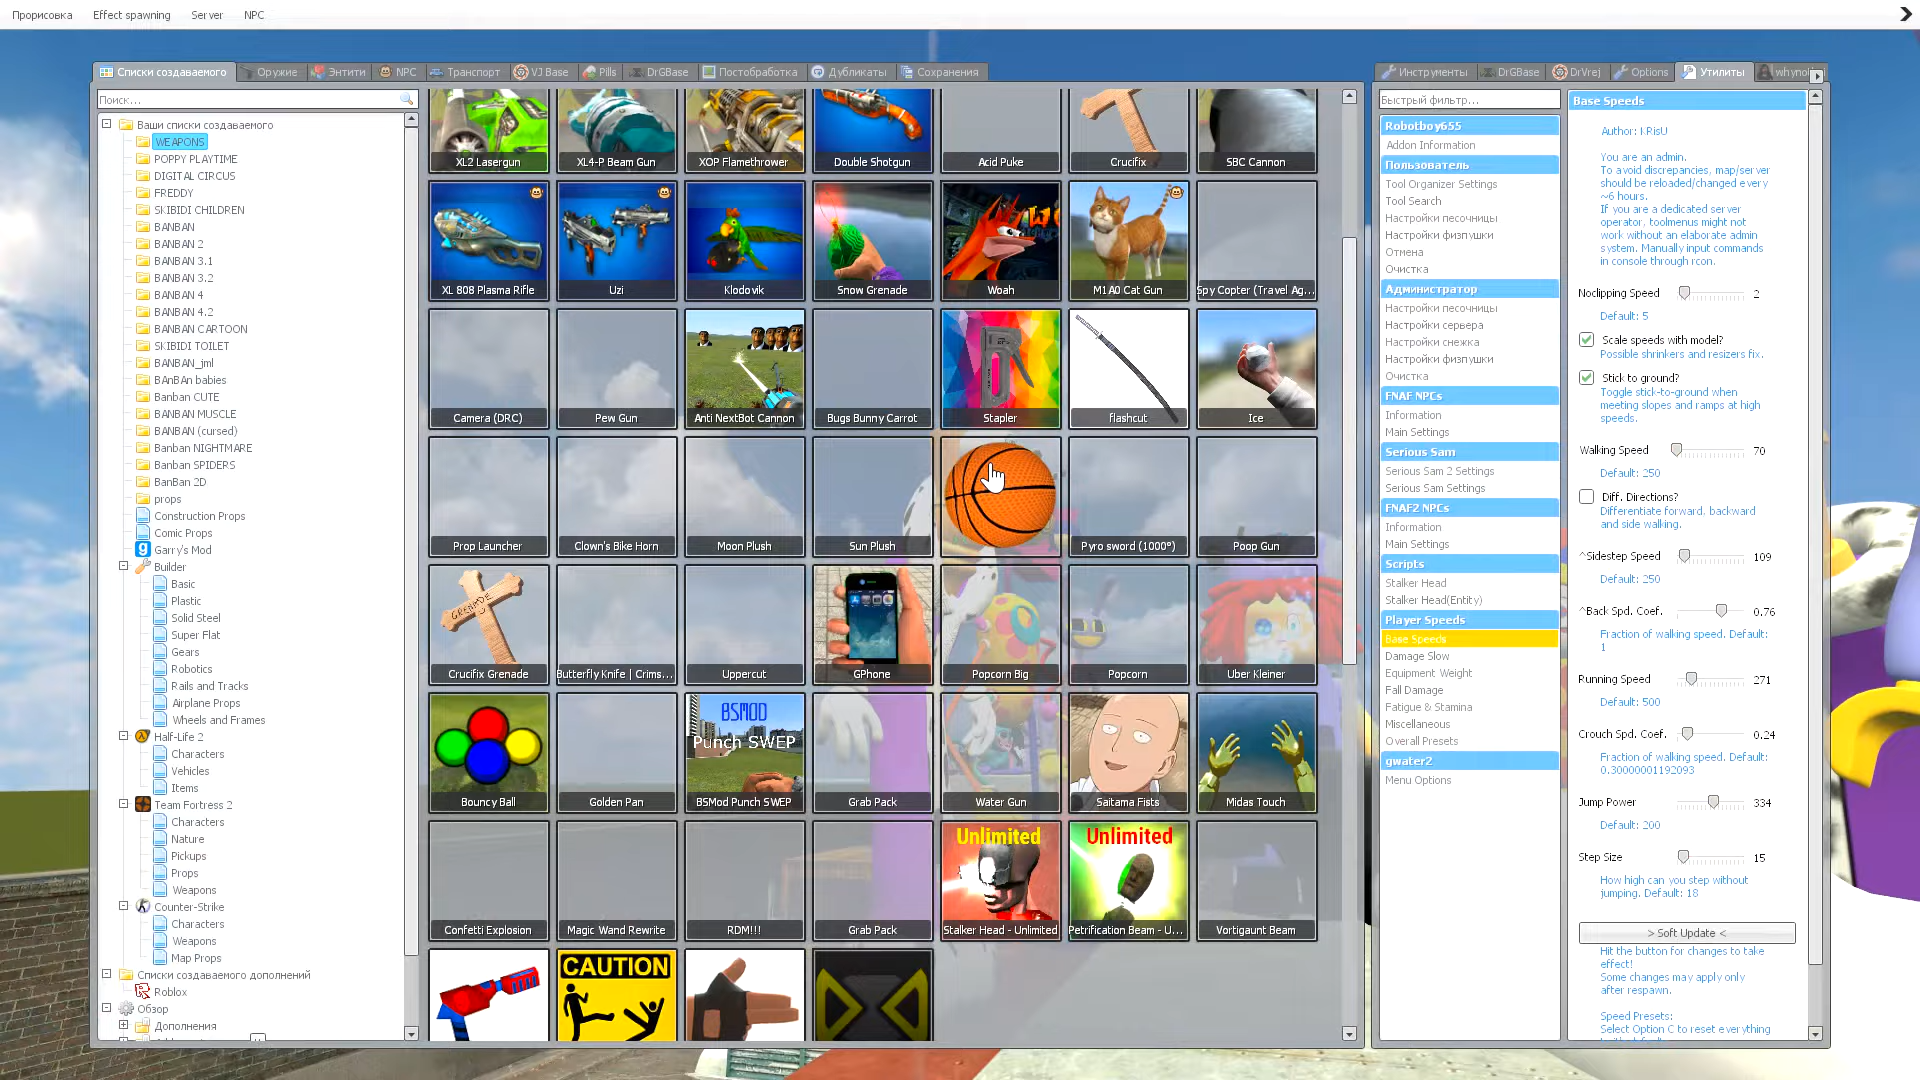 Прорисовка Effect spawning Server NPC
Списки создаваемого Оружие Энтити NPC Транспорт VJ Base Pills DrGBase Постобработка Дубликаты Сохранения
Поиск...
Ваши списки создаваемого
WEAPONS
POPPY PLAYTIME
DIGITAL CIRCUS
FREDDY
SKIBIDI CHILDREN
BANBAN
BANBAN 2
BANBAN 3.1
BANBAN 3.2
BANBAN 4
BANBAN 4.2
BANBAN CARTOON
SKIBIDI TOILET
BANBAN_jml
BAnBAn babies
Banban CUTE
BANBAN MUSCLE
BANBAN (cursed)
Banban NIGHTMARE
Banban SPIDERS
BanBan 2D
props
Construction Props
Comic Props
Garry's Mod
Builder
Basic
Plastic
Solid Steel
Super Flat
Gears
Robotics
Rails and Tracks
Airplane Props
Wheels and Frames
Half-Life 2
Characters
Vehicles
Items
Team Fortress 2
Characters
Nature
Pickups
Props
Weapons
Counter-Strike
Characters
Weapons
Map Props
Списки создаваемого дополнений
Roblox
Обзор
Дополнения
XL2 Lasergun XL4-P Beam Gun XOP Flamethrower Double Shotgun Acid Puke Crucifix SBC Cannon
XL 808 Plasma Rifle Uzi Klodovik Snow Grenade Woah M1A0 Cat Gun Spy Copter (Travel Ag...
Camera (DRC) Pew Gun Anti NextBot Cannon Bugs Bunny Carrot Stapler flashcut Ice
Prop Launcher Clown's Bike Horn Moon Plush Sun Plush Pyro sword (1000°) Poop Gun
GRENADE
Crucifix Grenade Butterfly Knife | Crims... Uppercut GPhone Popcorn Big Popcorn Uber Kleiner
BSMOD
Punch SWEP
Bouncy Ball Golden Pan BSMod Punch SWEP Grab Pack Water Gun Saitama Fists Midas Touch
Unlimited Unlimited
Confetti Explosion Magic Wand Rewrite RDM!!! Grab Pack Stalker Head - Unlimited Petrification Beam - U... Vortigaunt Beam
CAUTION
Инструменты DrGBase DrVrej Options Утилиты
Быстрый фильтр...
Robotboy655
Addon Information
Пользователь
Tool Organizer Settings
Tool Search
Настройки песочницы
Настройки физпушки
Отмена
Очистка
Администратор
Настройки песочницы
Настройки сервера
Настройки снежка
Настройки физпушки
Очистка
FNAF NPCs
Information
Main Settings
Serious Sam
Serious Sam 2 Settings
Serious Sam Settings
FNAF2 NPCs
Information
Main Settings
Scripts
Stalker Head
Stalker Head(Entity)
Player Speeds
Base Speeds
Damage Slow
Equipment Weight
Fall Damage
Fatigue & Stamina
Miscellaneous
Overall Presets
gwater2
Menu Options
Base Speeds
Author: KRisU
You are an admin.
To avoid discrepancies, map/server
should be reloaded/changed every
~6 hours.
If you are a dedicated server
operator, toolmenus might not
work without an elaborate admin
system. Manually input commands
in console through rcon.
Noclipping Speed 2
Default: 5
Scale speeds with model?
Possible shrinkers and resizers fix.
Stick to ground?
Toggle stick-to-ground when
meeting slopes and ramps at high
speeds.
Walking Speed 70
Default: 250
Diff. Directions?
Differentiate forward, backward
and side walking.
^Sidestep Speed 109
Default: 250
^Back Spd. Coef. 0.76
Fraction of walking speed. Default:
1
Running Speed 271
Default: 500
Crouch Spd. Coef. 0.24
Fraction of walking speed. Default:
0.30000001192093
Jump Power 334
Default: 200
Step Size 15
How high can you step without
jumping. Default: 18
> Soft Update <
Hit the button for changes to take
effect!
Some changes may apply only
after respawn.
Speed Presets:
Select Option C to reset everything